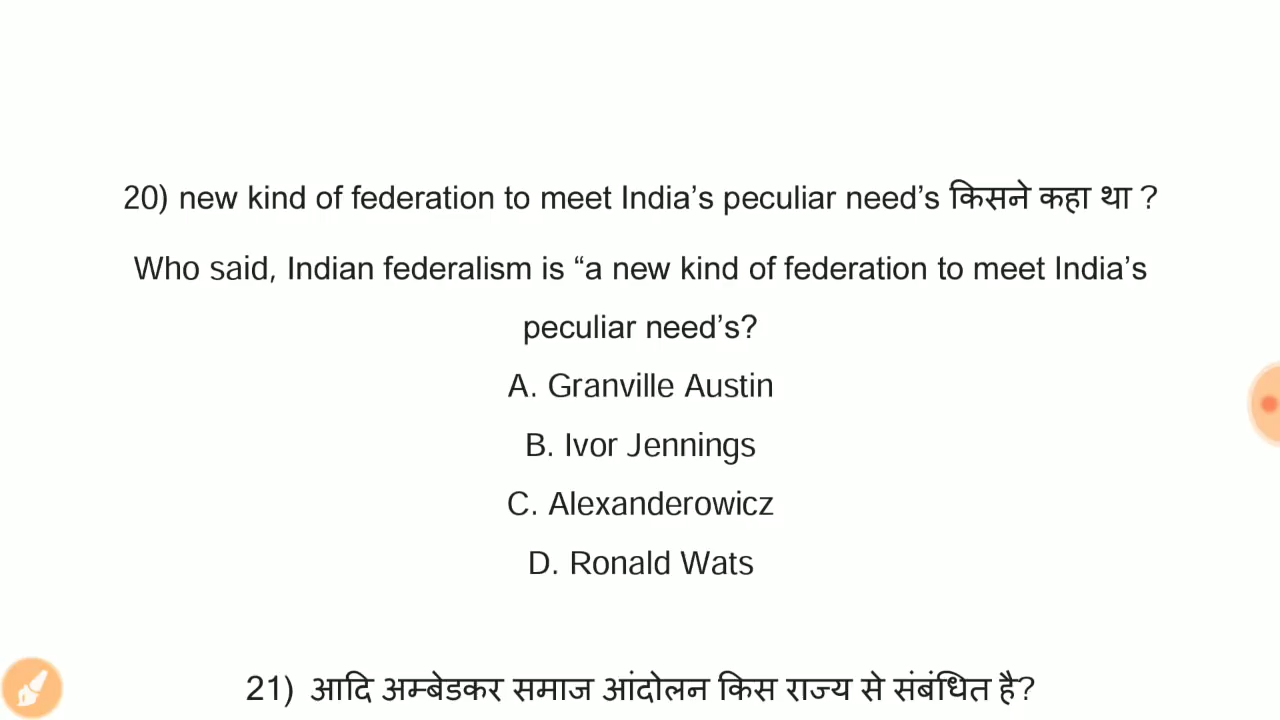 20) new kind of federation to meet India’s peculiar need’s किसने कहा था ?
Who said, Indian federalism is “a new kind of federation to meet India’s
peculiar need’s?
A. Granville Austin
B. Ivor Jennings
C. Alexanderowicz
D. Ronald Wats
21) आदि अम्बेडकर समाज आंदोलन किस राज्य से संबंधित है?